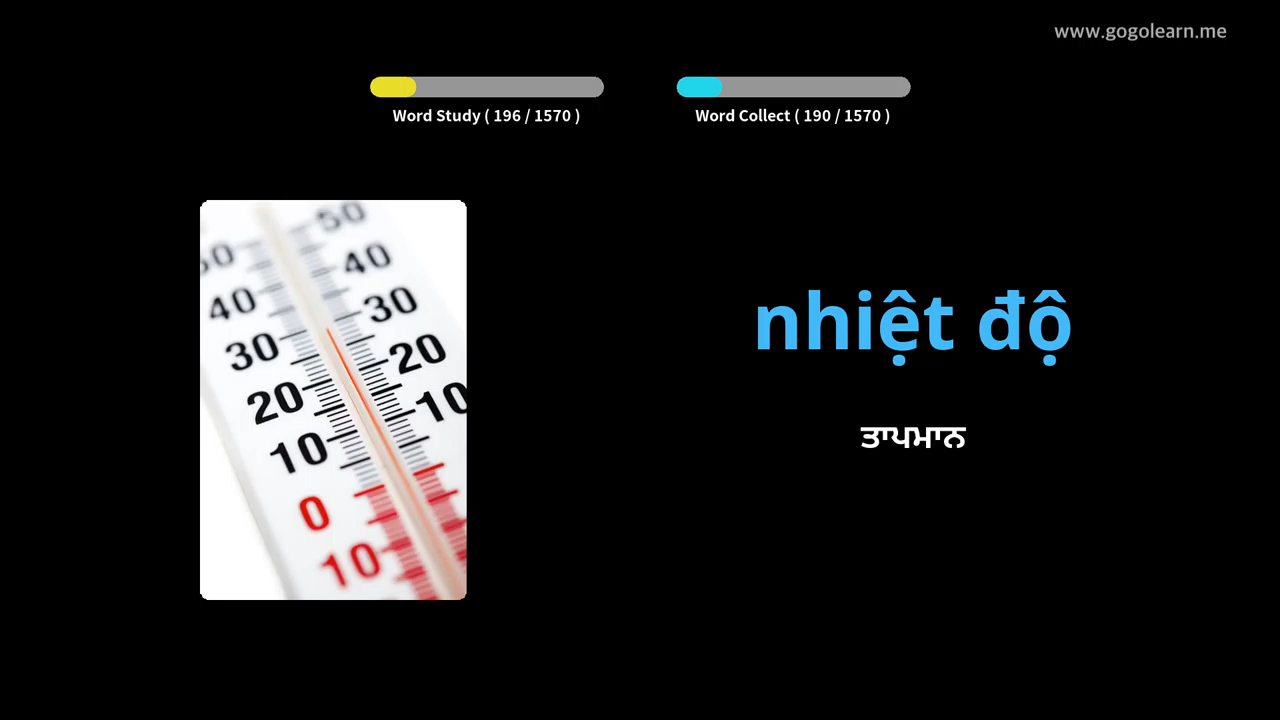 www.gogolearn.me
Word Study ( 196 / 1570 )
Word Collect ( 190 / 1570 )
nhiệt độ
ਤਾਪਮਾਨ
50
40
30
20
10
50
40
30
20
10
0
10